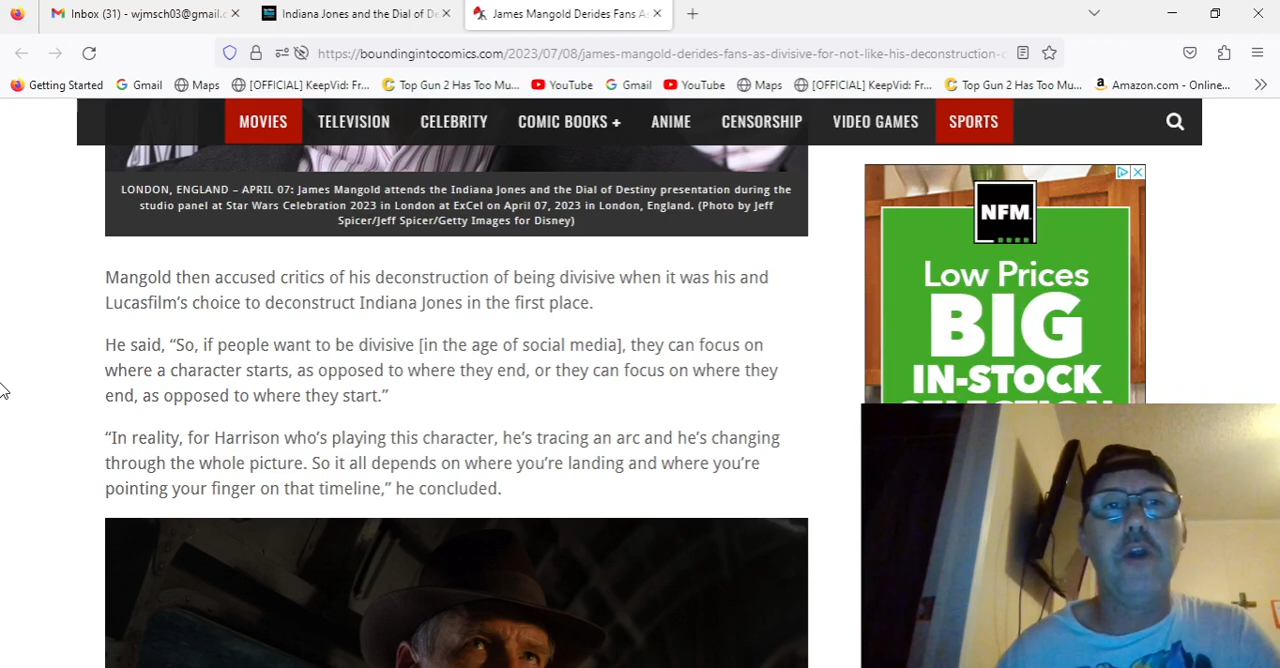 Inbox (31) - wjmsch03@gmail.c
Indiana Jones and the Dial of De
James Mangold Derides Fans A
https://boundingintocomics.com/2023/07/08/james-mangold-derides-fans-as-divisive-for-not-like-his-deconstruction-
Getting Started
Gmail
Maps
[OFFICIAL] KeepVid: Fr...
Top Gun 2 Has Too Mu...
YouTube
Gmail
YouTube
Maps
[OFFICIAL] KeepVid: Fr...
Top Gun 2 Has Too Mu...
Amazon.com - Online...
MOVIES
TELEVISION
CELEBRITY
COMIC BOOKS +
ANIME
CENSORSHIP
VIDEO GAMES
SPORTS
LONDON, ENGLAND – APRIL 07: James Mangold attends the Indiana Jones and the Dial of Destiny presentation during the
studio panel at Star Wars Celebration 2023 in London at ExCel on April 07, 2023 in London, England. (Photo by Jeff
Spicer/Jeff Spicer/Getty Images for Disney)
Mangold then accused critics of his deconstruction of being divisive when it was his and
Lucasfilm’s choice to deconstruct Indiana Jones in the first place.
He said, “So, if people want to be divisive [in the age of social media], they can focus on
where a character starts, as opposed to where they end, or they can focus on where they
end, as opposed to where they start.”
“In reality, for Harrison who’s playing this character, he’s tracing an arc and he’s changing
through the whole picture. So it all depends on where you’re landing and where you’re
pointing your finger on that timeline,” he concluded.
NFM
Low Prices
BIG
IN-STOCK